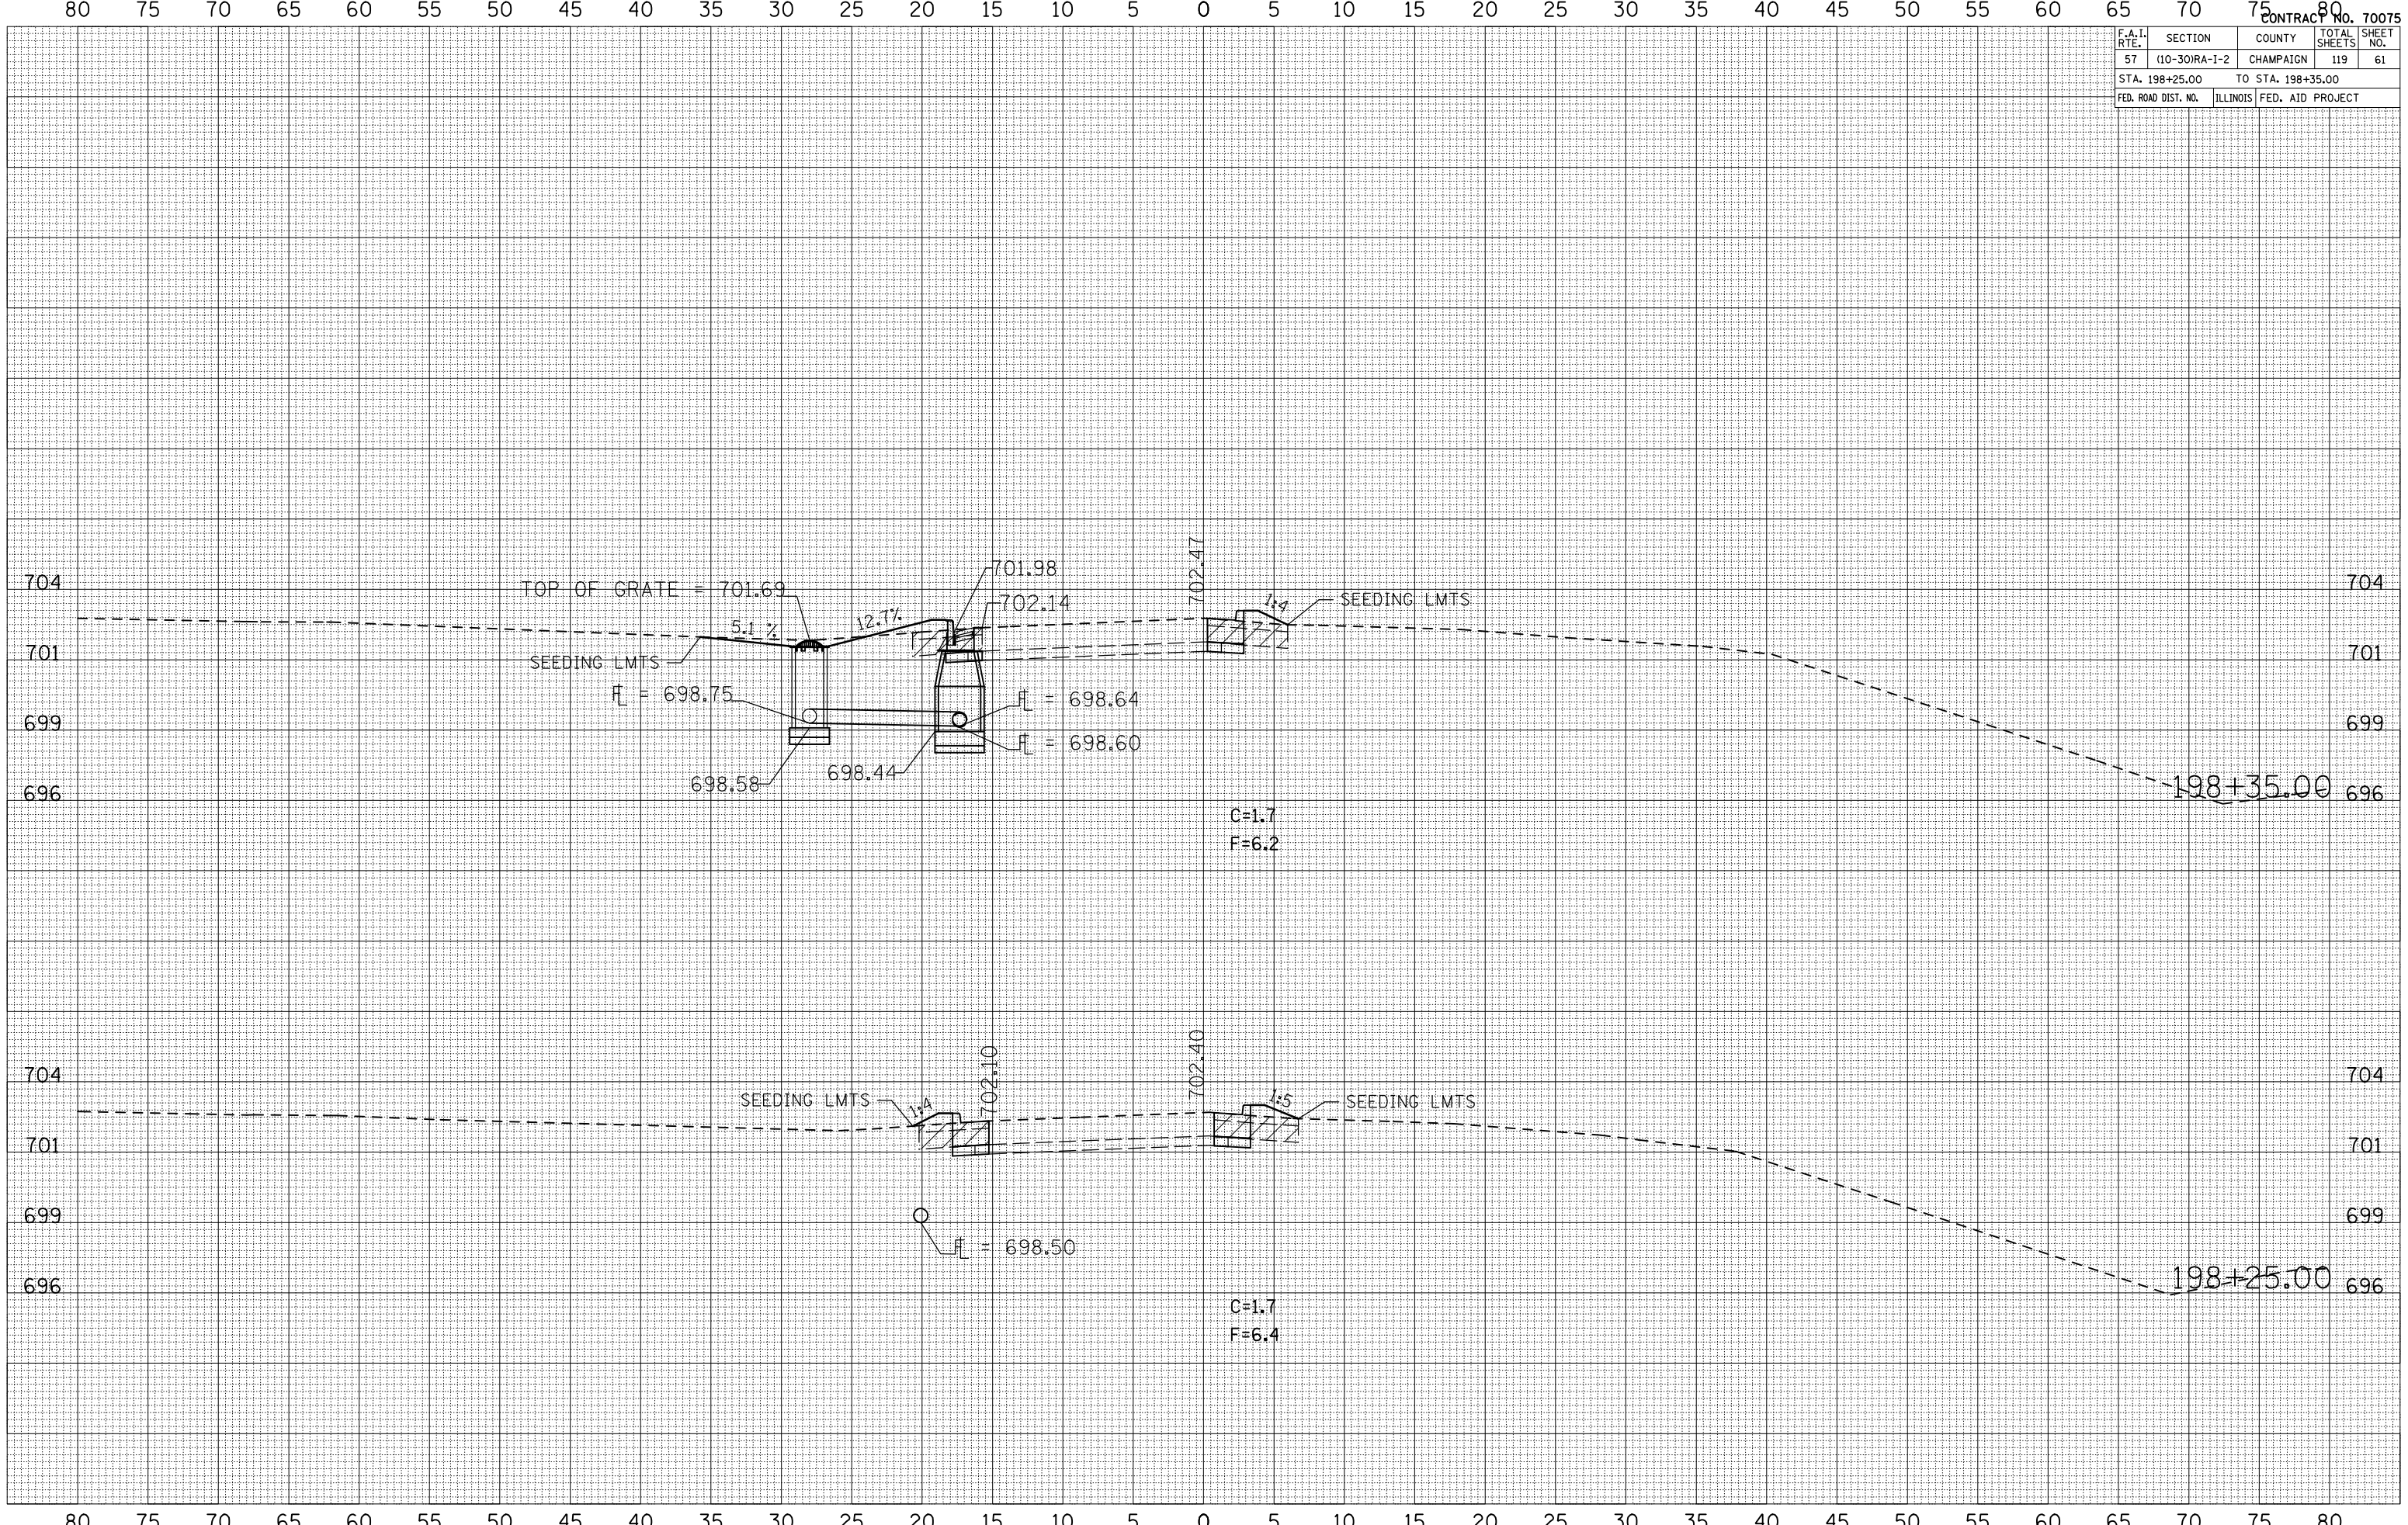 80 75 70 65 60 55 50 45 40 35 30 25 20 15 10 5 0 5 10 15 20 25 30 35 40 45 50 55 60 65 70 75 80
CONTRACT NO. 70075
F.A.I. RTE. SECTION COUNTY TOTAL SHEETS SHEET NO.
57 (10-30)RA-I-2 CHAMPAIGN 119 61
STA. 198+25.00 TO STA. 198+35.00
FED. ROAD DIST. NO. ILLINOIS FED. AID PROJECT
702.47
701.98
704 TOP OF GRATE = 701.69 704
702.14
1:4 SEEDING LMTS
12.7%
5.1 %
701 SEEDING LMTS 701
FL = 698.75 FL = 698.64
699 699
FL = 698.60
698.44
698.58
696 198+35.00 696
C=1.7
F=6.2
702.10 702.40
704 704
SEEDING LMTS 1:4 1:5 SEEDING LMTS
701 701
699 699
FL = 698.50
696 198+25.00 696
C=1.7
F=6.4
80 75 70 65 60 55 50 45 40 35 30 25 20 15 10 5 0 5 10 15 20 25 30 35 40 45 50 55 60 65 70 75 80